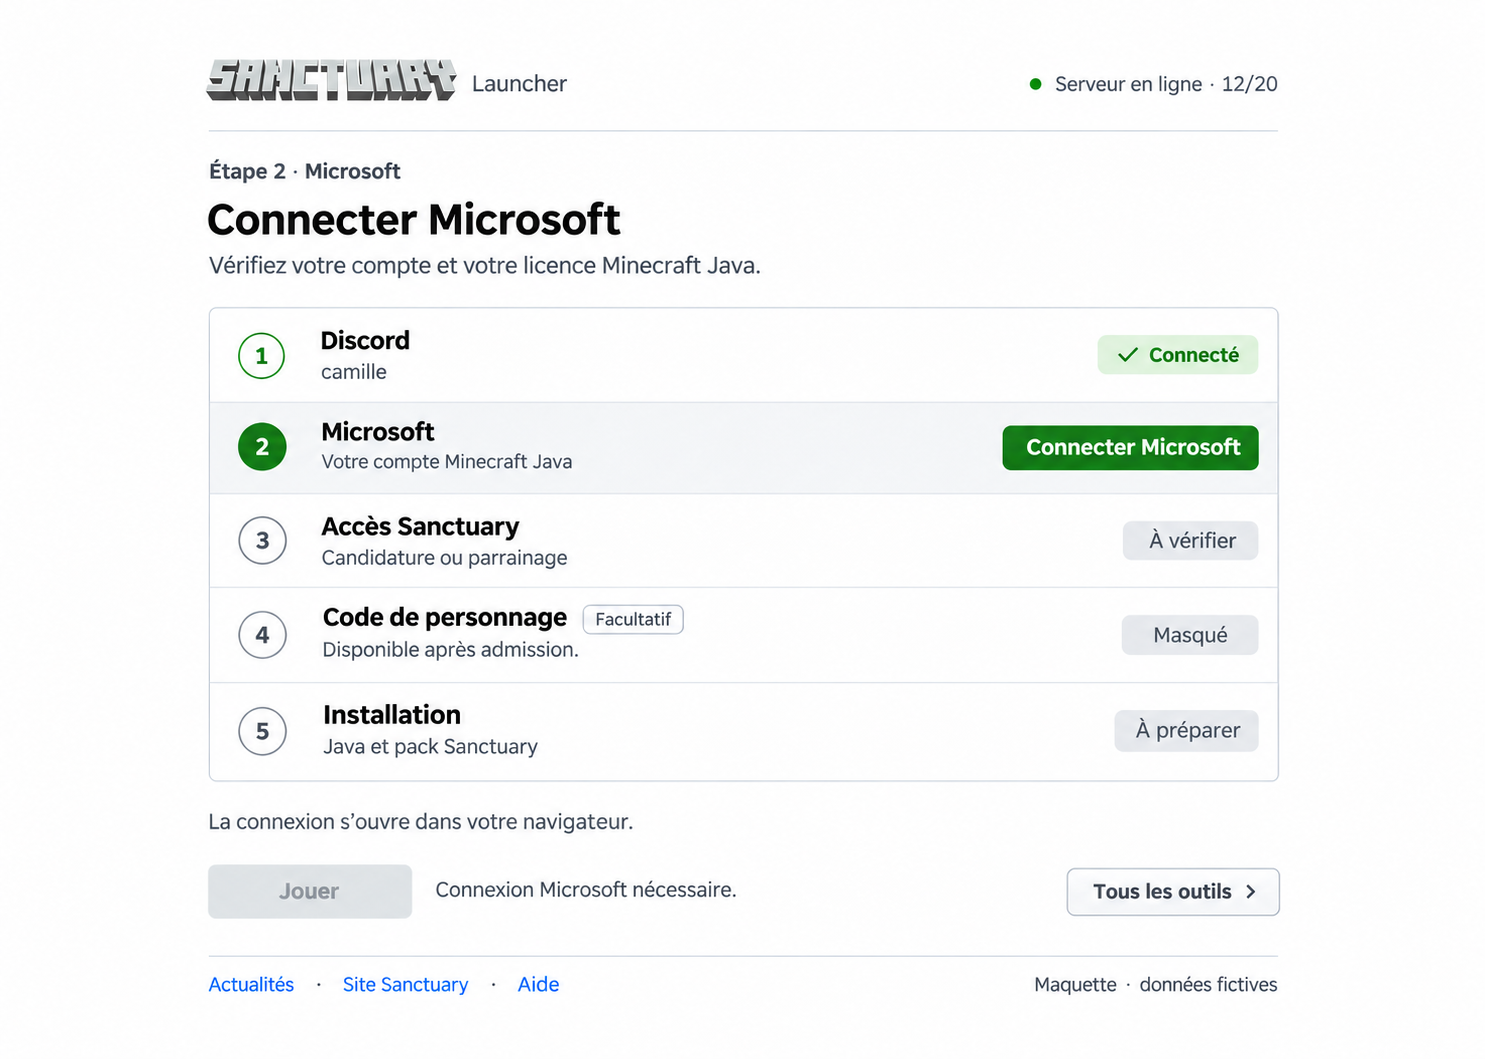 SANCTUARY Launcher
Serveur en ligne · 12/20
Étape 2 · Microsoft
Connecter Microsoft
Vérifiez votre compte et votre licence Minecraft Java.
1
Discord
camille
✓ Connecté
2
Microsoft
Votre compte Minecraft Java
Connecter Microsoft
3
Accès Sanctuary
Candidature ou parrainage
À vérifier
4
Code de personnage Facultatif
Disponible après admission.
Masqué
5
Installation
Java et pack Sanctuary
À préparer
La connexion s’ouvre dans votre navigateur.
Jouer
Connexion Microsoft nécessaire.
Tous les outils >
Actualités · Site Sanctuary · Aide
Maquette · données fictives